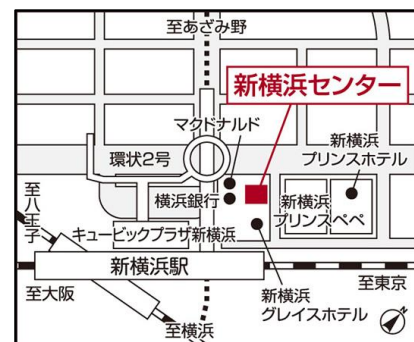 至あざみ野
新横浜センター
マクドナルド
環状2号
新横浜
プリンスホテル
横浜銀行
新横浜
プリンスペペ
至八王子
キュービックプラザ新横浜
新横浜駅
至大阪
至東京
新横浜
グレイスホテル
至横浜
N